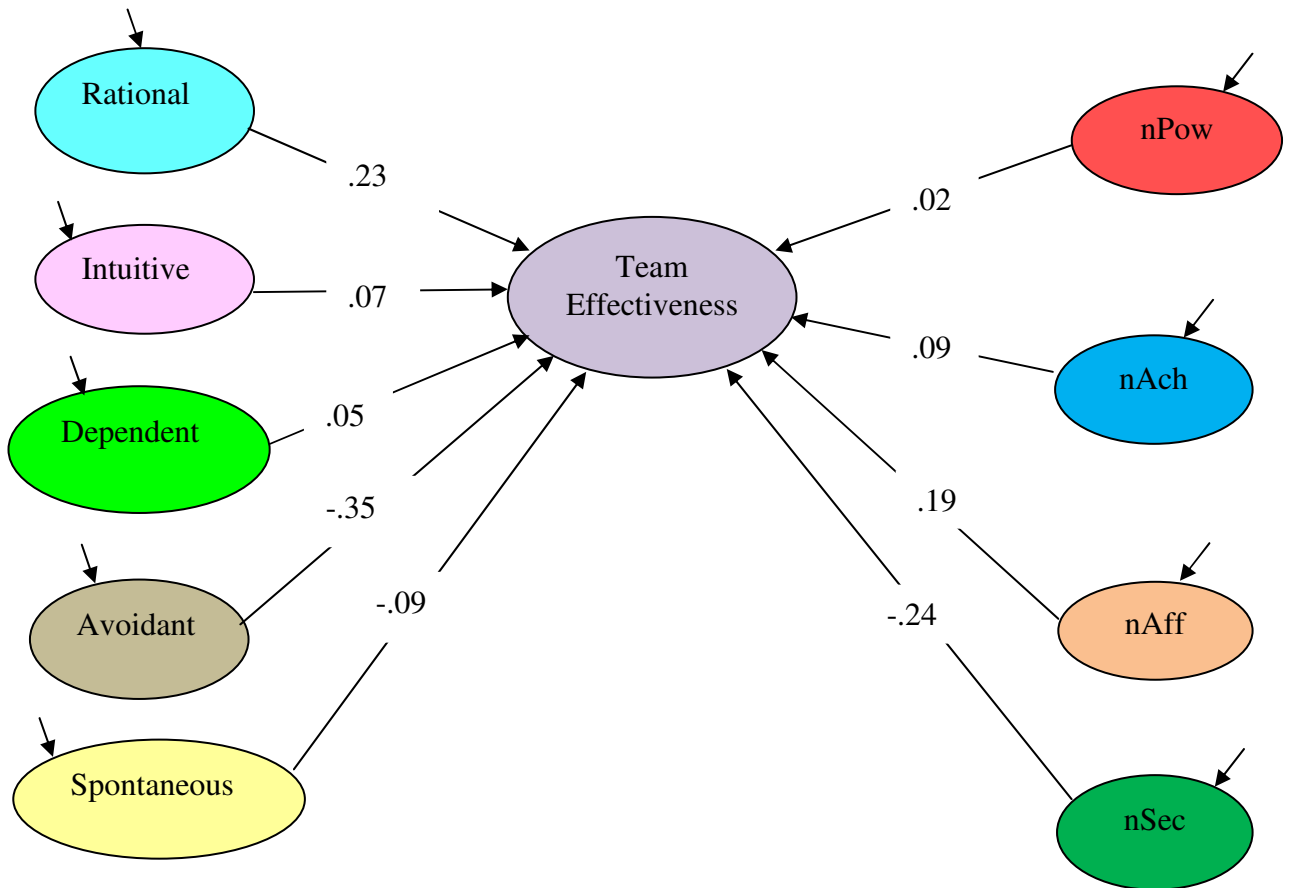 Rational
.23
Intuitive
.07
Dependent
.05
Avoidant
-.35
Spontaneous
-.09
Team
Effectiveness
nPow
.02
nAch
.09
nAff
.19
nSec
-.24